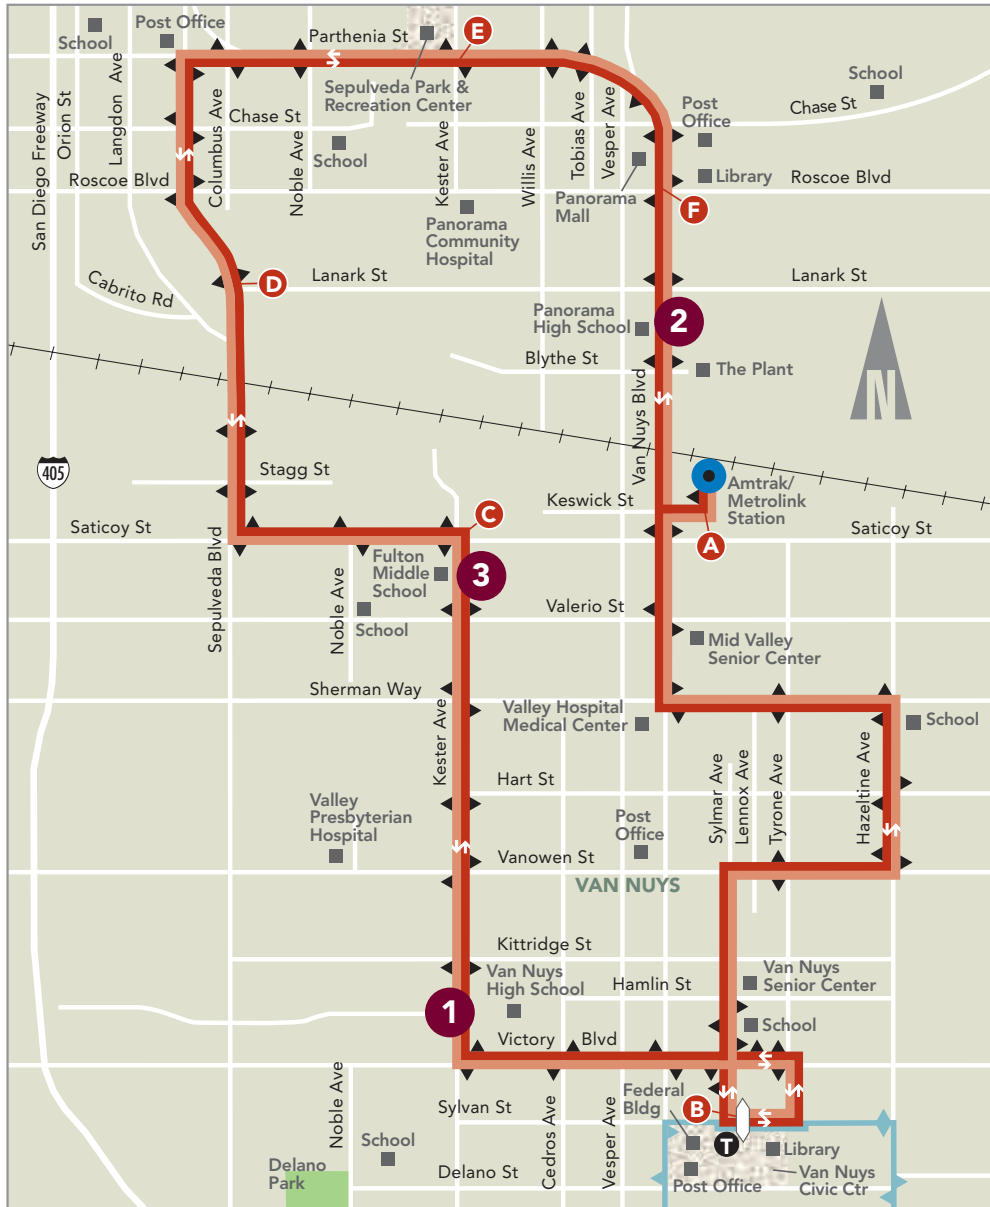 Post Office
School
Parthenia St
E
Sepulveda Park &
Recreation Center
School
San Diego Freeway
Orion St
Langdon Ave
Columbus Ave
Chase St
Noble Ave
School
Kester Ave
Willis Ave
Tobias Ave
Vesper Ave
Post
Office
Chase St
Roscoe Blvd
Panorama
Mall
Library
Roscoe Blvd
F
Panorama
Community
Hospital
D
Lanark St
Lanark St
Cabrito Rd
Panorama
High School
2
Blythe St
The Plant
N
Van Nuys Blvd
405
Stagg St
Amtrak/
Metrolink
Station
Keswick St
C
A
Saticoy St
Saticoy St
Sepulveda Blvd
Fulton
Middle
School
3
Noble Ave
School
Valerio St
Mid Valley
Senior Center
Sherman Way
Kester Ave
Valley Hospital
Medical Center
School
Sylmar Ave
Lennox Ave
Tyrone Ave
Hazeltine Ave
Hart St
Valley
Presbyterian
Hospital
Post
Office
Vanowen St
VAN NUYS
Kittridge St
Van Nuys
High School
Hamlin St
Van Nuys
Senior Center
1
School
Victory Blvd
Noble Ave
Federal
Bldg
B
Sylvan St
Cedros Ave
Vesper Ave
T
School
Library
Delano
Park
Delano St
Post Office
Van Nuys
Civic Ctr